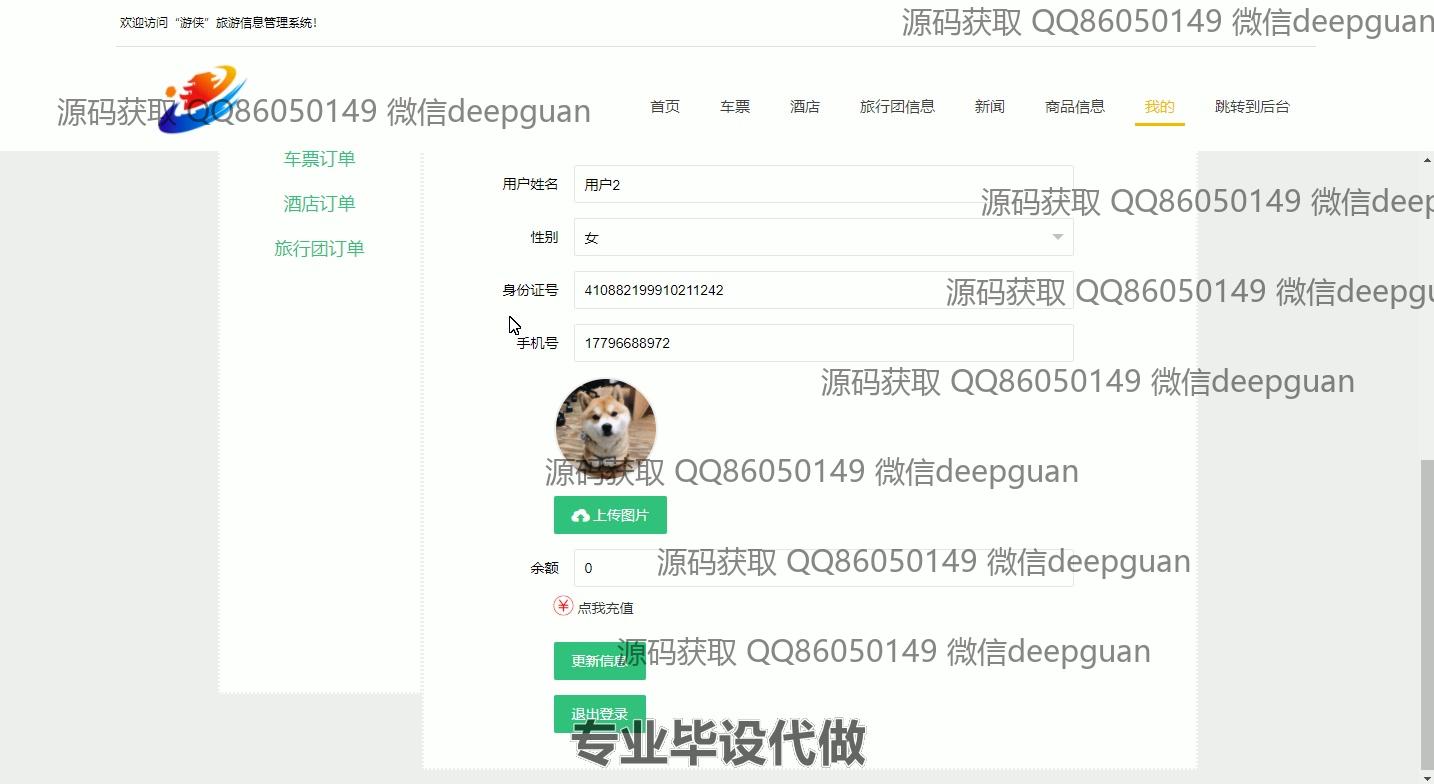 欢迎访问“游侠”旅游信息管理系统！
源码获取 QQ86050149 微信deepguan
源码获取 QQ86050149 微信deepguan
首页 车票 酒店 旅行团信息 新闻 商品信息 我的 跳转到后台
车票订单
酒店订单
旅行团订单
用户姓名 用户2
源码获取 QQ86050149 微信deep
性别 女
身份证号 410882199910211242
源码获取 QQ86050149 微信deepgu
手机号 17796688972
源码获取 QQ86050149 微信deepguan
源码获取 QQ86050149 微信deepguan
上传图片
余额 0
源码获取 QQ86050149 微信deepguan
点我充值
源码获取 QQ86050149 微信deepguan
更新信息
退出登录
专业毕设代做